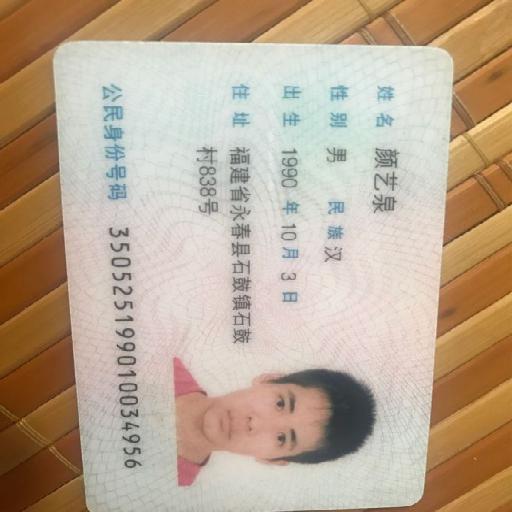 姓名 颜艺泉
性别 男 民族 汉
出生 1990 年 10 月 3 日
住址 福建省永春县石鼓镇石鼓
村838号
公民身份号码 350525199010034956